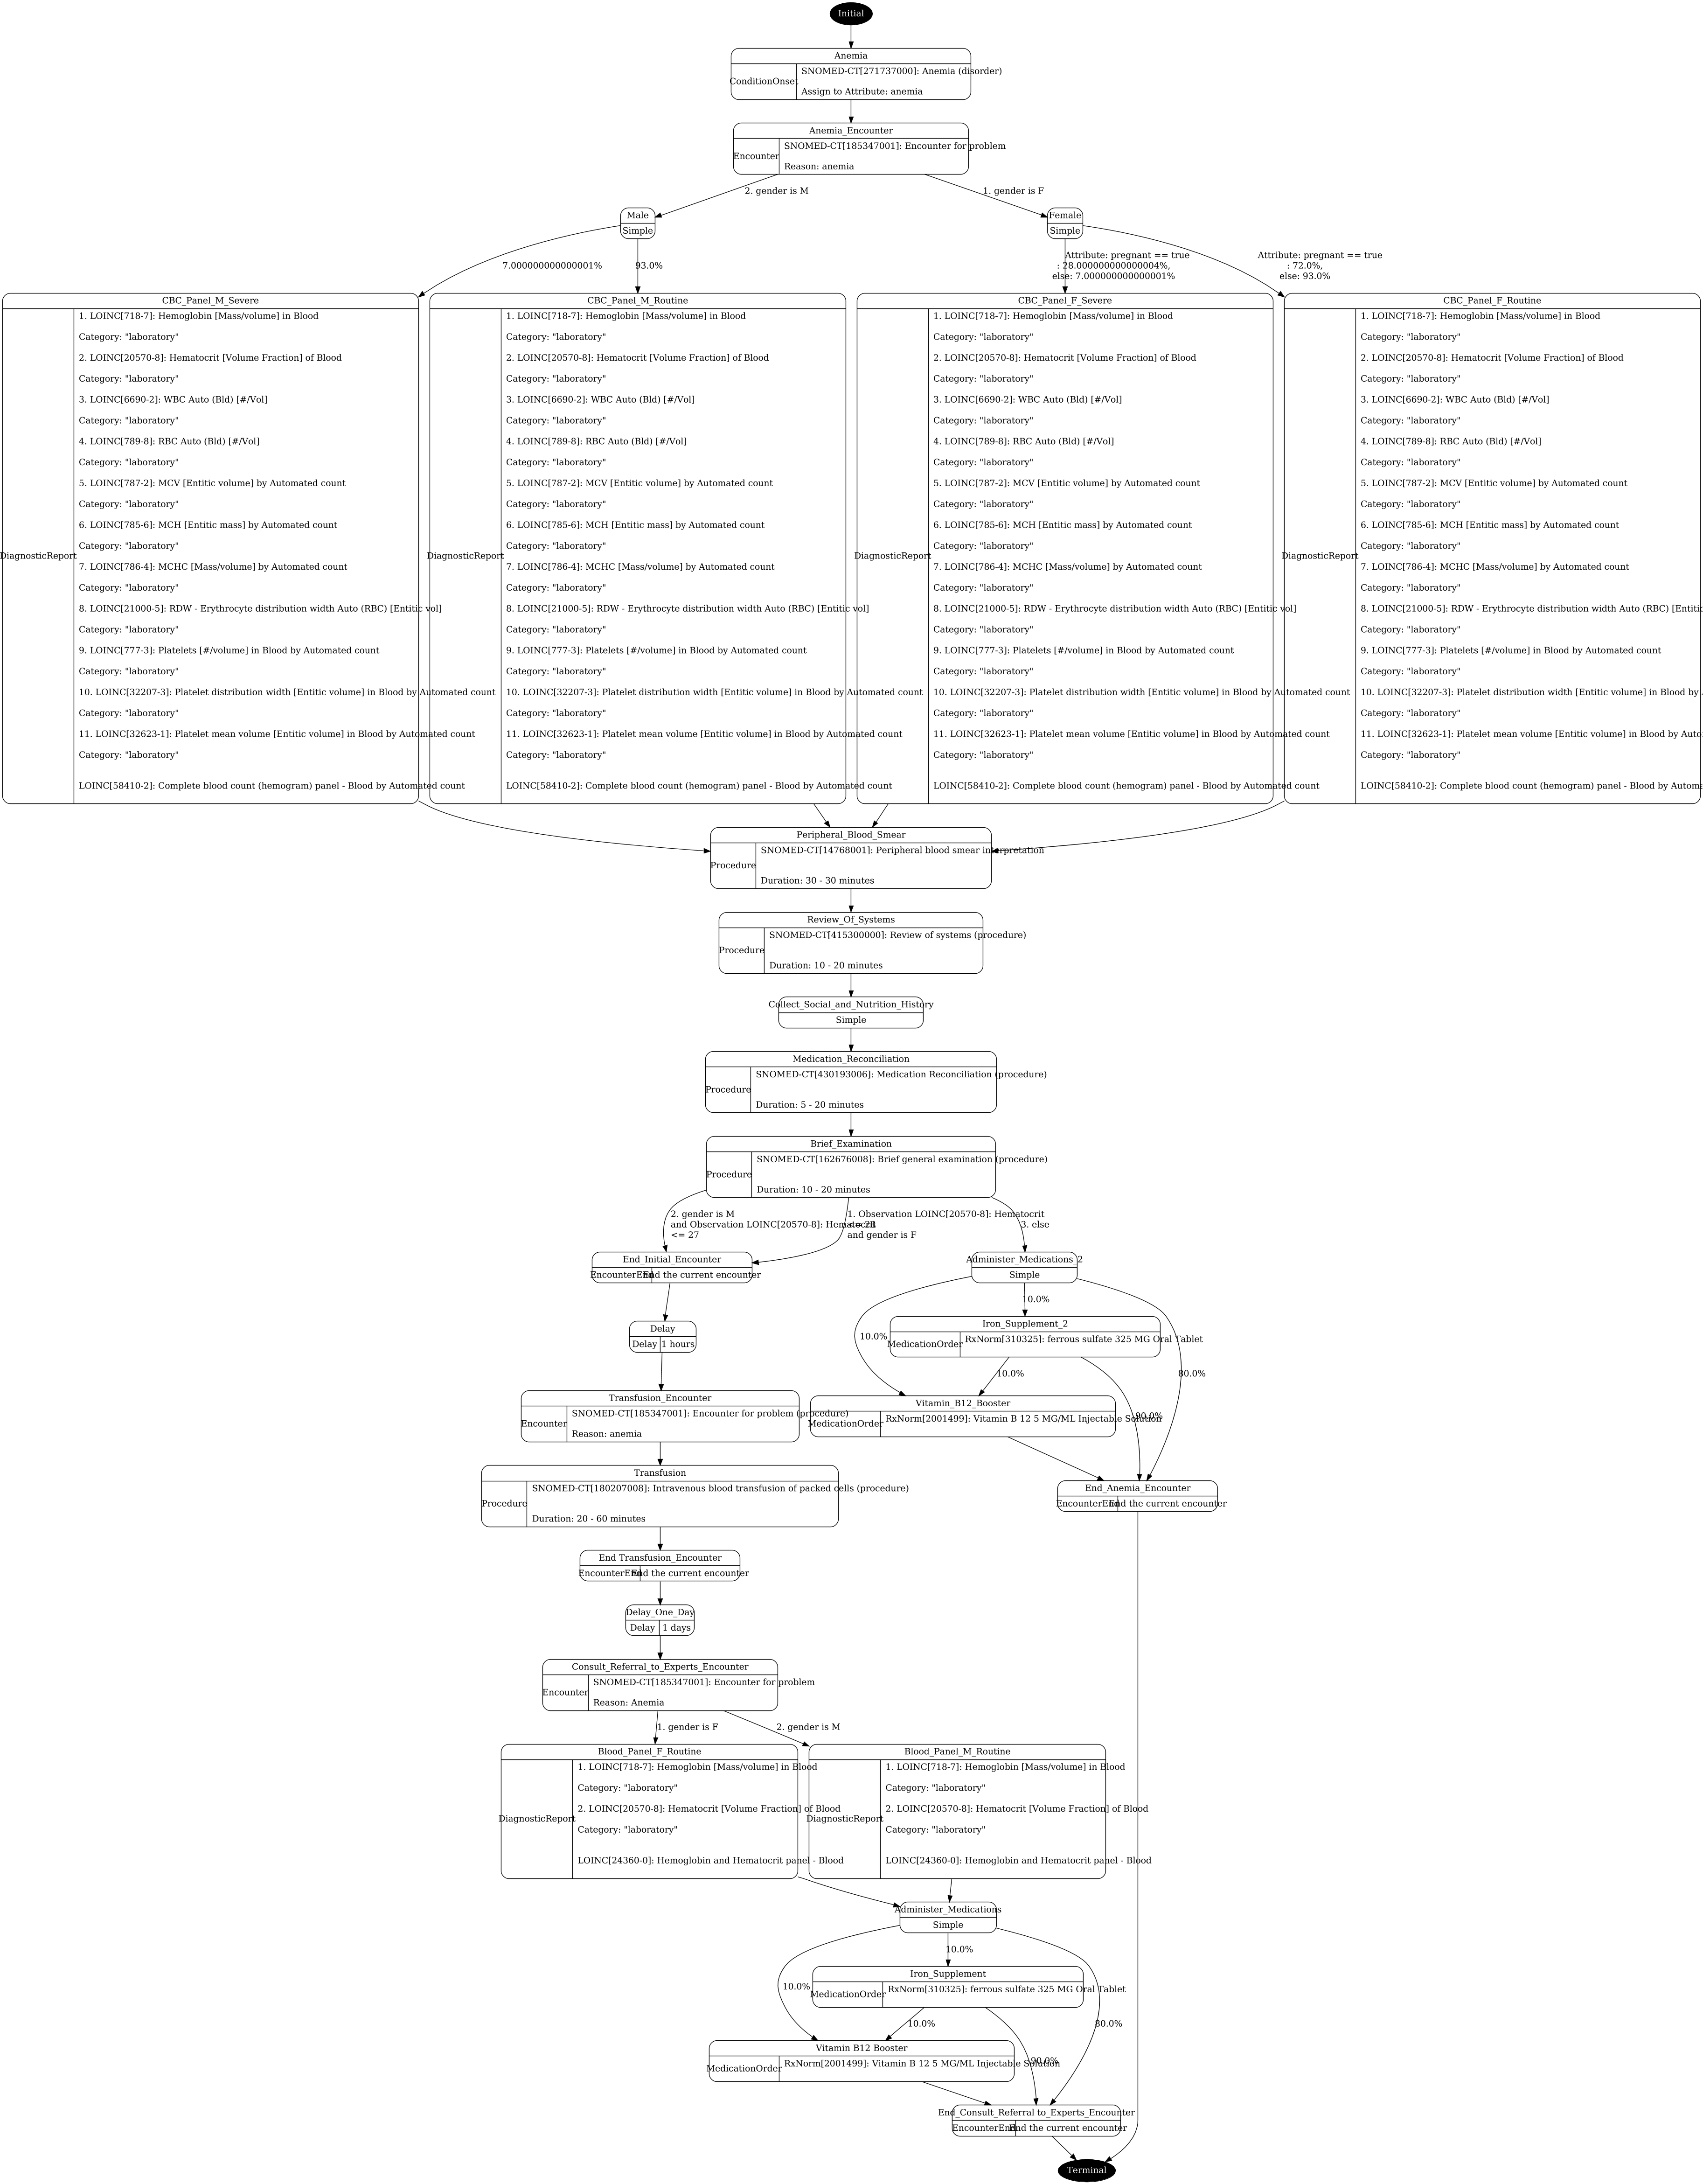 Initial
Anemia
ConditionOnset
SNOMED-CT[271737000]: Anemia (disorder)
Assign to Attribute: anemia
Anemia_Encounter
Encounter
SNOMED-CT[185347001]: Encounter for problem
Reason: anemia
2. gender is M
1. gender is F
Male
Simple
Female
Simple
7.000000000000001%
93.0%
Attribute: pregnant == true
: 28.000000000000004%,
else: 7.000000000000001%
Attribute: pregnant == true
: 72.0%,
else: 93.0%
CBC_Panel_M_Severe
DiagnosticReport
1. LOINC[718-7]: Hemoglobin [Mass/volume] in Blood
Category: "laboratory"
2. LOINC[20570-8]: Hematocrit [Volume Fraction] of Blood
Category: "laboratory"
3. LOINC[6690-2]: WBC Auto (Bld) [#/Vol]
Category: "laboratory"
4. LOINC[789-8]: RBC Auto (Bld) [#/Vol]
Category: "laboratory"
5. LOINC[787-2]: MCV [Entitic volume] by Automated count
Category: "laboratory"
6. LOINC[785-6]: MCH [Entitic mass] by Automated count
Category: "laboratory"
7. LOINC[786-4]: MCHC [Mass/volume] by Automated count
Category: "laboratory"
8. LOINC[21000-5]: RDW - Erythrocyte distribution width Auto (RBC) [Entitic vol]
Category: "laboratory"
9. LOINC[777-3]: Platelets [#/volume] in Blood by Automated count
Category: "laboratory"
10. LOINC[32207-3]: Platelet distribution width [Entitic volume] in Blood by Automated count
Category: "laboratory"
11. LOINC[32623-1]: Platelet mean volume [Entitic volume] in Blood by Automated count
Category: "laboratory"
LOINC[58410-2]: Complete blood count (hemogram) panel - Blood by Automated count
CBC_Panel_M_Routine
DiagnosticReport
1. LOINC[718-7]: Hemoglobin [Mass/volume] in Blood
Category: "laboratory"
2. LOINC[20570-8]: Hematocrit [Volume Fraction] of Blood
Category: "laboratory"
3. LOINC[6690-2]: WBC Auto (Bld) [#/Vol]
Category: "laboratory"
4. LOINC[789-8]: RBC Auto (Bld) [#/Vol]
Category: "laboratory"
5. LOINC[787-2]: MCV [Entitic volume] by Automated count
Category: "laboratory"
6. LOINC[785-6]: MCH [Entitic mass] by Automated count
Category: "laboratory"
7. LOINC[786-4]: MCHC [Mass/volume] by Automated count
Category: "laboratory"
8. LOINC[21000-5]: RDW - Erythrocyte distribution width Auto (RBC) [Entitic vol]
Category: "laboratory"
9. LOINC[777-3]: Platelets [#/volume] in Blood by Automated count
Category: "laboratory"
10. LOINC[32207-3]: Platelet distribution width [Entitic volume] in Blood by Automated count
Category: "laboratory"
11. LOINC[32623-1]: Platelet mean volume [Entitic volume] in Blood by Automated count
Category: "laboratory"
LOINC[58410-2]: Complete blood count (hemogram) panel - Blood by Automated count
CBC_Panel_F_Severe
DiagnosticReport
1. LOINC[718-7]: Hemoglobin [Mass/volume] in Blood
Category: "laboratory"
2. LOINC[20570-8]: Hematocrit [Volume Fraction] of Blood
Category: "laboratory"
3. LOINC[6690-2]: WBC Auto (Bld) [#/Vol]
Category: "laboratory"
4. LOINC[789-8]: RBC Auto (Bld) [#/Vol]
Category: "laboratory"
5. LOINC[787-2]: MCV [Entitic volume] by Automated count
Category: "laboratory"
6. LOINC[785-6]: MCH [Entitic mass] by Automated count
Category: "laboratory"
7. LOINC[786-4]: MCHC [Mass/volume] by Automated count
Category: "laboratory"
8. LOINC[21000-5]: RDW - Erythrocyte distribution width Auto (RBC) [Entitic vol]
Category: "laboratory"
9. LOINC[777-3]: Platelets [#/volume] in Blood by Automated count
Category: "laboratory"
10. LOINC[32207-3]: Platelet distribution width [Entitic volume] in Blood by Automated count
Category: "laboratory"
11. LOINC[32623-1]: Platelet mean volume [Entitic volume] in Blood by Automated count
Category: "laboratory"
LOINC[58410-2]: Complete blood count (hemogram) panel - Blood by Automated count
CBC_Panel_F_Routine
DiagnosticReport
1. LOINC[718-7]: Hemoglobin [Mass/volume] in Blood
Category: "laboratory"
2. LOINC[20570-8]: Hematocrit [Volume Fraction] of Blood
Category: "laboratory"
3. LOINC[6690-2]: WBC Auto (Bld) [#/Vol]
Category: "laboratory"
4. LOINC[789-8]: RBC Auto (Bld) [#/Vol]
Category: "laboratory"
5. LOINC[787-2]: MCV [Entitic volume] by Automated count
Category: "laboratory"
6. LOINC[785-6]: MCH [Entitic mass] by Automated count
Category: "laboratory"
7. LOINC[786-4]: MCHC [Mass/volume] by Automated count
Category: "laboratory"
8. LOINC[21000-5]: RDW - Erythrocyte distribution width Auto (RBC)
Category: "laboratory"
9. LOINC[777-3]: Platelets [#/volume] in Blood by Automated count
Category: "laboratory"
10. LOINC[32207-3]: Platelet distribution width [Entitic volume] in Blood by
Category: "laboratory"
11. LOINC[32623-1]: Platelet mean volume [Entitic volume] in Blood by
Category: "laboratory"
LOINC[58410-2]: Complete blood count (hemogram) panel - Blood by
Peripheral_Blood_Smear
Procedure
SNOMED-CT[14768001]: Peripheral blood smear interpretation
Duration: 30 - 30 minutes
Review_Of_Systems
Procedure
SNOMED-CT[415300000]: Review of systems (procedure)
Duration: 10 - 20 minutes
Collect_Social_and_Nutrition_History
Simple
Medication_Reconciliation
Procedure
SNOMED-CT[430193006]: Medication Reconciliation (procedure)
Duration: 5 - 20 minutes
Brief_Examination
Procedure
SNOMED-CT[162676008]: Brief general examination (procedure)
Duration: 10 - 20 minutes
2. gender is M
and Observation LOINC[20570-8]: Hematocrit
<= 27
1. Observation LOINC[20570-8]: Hematocrit
<= 28
and gender is F
3. else
End_Initial_Encounter
EncounterEnd
End the current encounter
Administer_Medications_2
Simple
10.0%
10.0%
80.0%
Iron_Supplement_2
MedicationOrder
RxNorm[310325]: ferrous sulfate 325 MG Oral Tablet
10.0%
90.0%
Delay
Delay
1 hours
Vitamin_B12_Booster
MedicationOrder
RxNorm[2001499]: Vitamin B 12 5 MG/ML Injectable Solution
Transfusion_Encounter
Encounter
SNOMED-CT[185347001]: Encounter for problem (procedure)
Reason: anemia
Transfusion
Procedure
SNOMED-CT[180207008]: Intravenous blood transfusion of packed cells (procedure)
Duration: 20 - 60 minutes
End_Anemia_Encounter
EncounterEnd
End the current encounter
End Transfusion_Encounter
EncounterEnd
End the current encounter
Delay_One_Day
Delay
1 days
Consult_Referral_to_Experts_Encounter
Encounter
SNOMED-CT[185347001]: Encounter for problem
Reason: Anemia
1. gender is F
2. gender is M
Blood_Panel_F_Routine
DiagnosticReport
1. LOINC[718-7]: Hemoglobin [Mass/volume] in Blood
Category: "laboratory"
2. LOINC[20570-8]: Hematocrit [Volume Fraction] of Blood
Category: "laboratory"
LOINC[24360-0]: Hemoglobin and Hematocrit panel - Blood
Blood_Panel_M_Routine
DiagnosticReport
1. LOINC[718-7]: Hemoglobin [Mass/volume] in Blood
Category: "laboratory"
2. LOINC[20570-8]: Hematocrit [Volume Fraction] of Blood
Category: "laboratory"
LOINC[24360-0]: Hemoglobin and Hematocrit panel - Blood
Administer_Medications
Simple
10.0%
10.0%
80.0%
Iron_Supplement
MedicationOrder
RxNorm[310325]: ferrous sulfate 325 MG Oral Tablet
10.0%
90.0%
Vitamin B12 Booster
MedicationOrder
RxNorm[2001499]: Vitamin B 12 5 MG/ML Injectable Solution
End_Consult_Referral to_Experts_Encounter
EncounterEnd
End the current encounter
Terminal